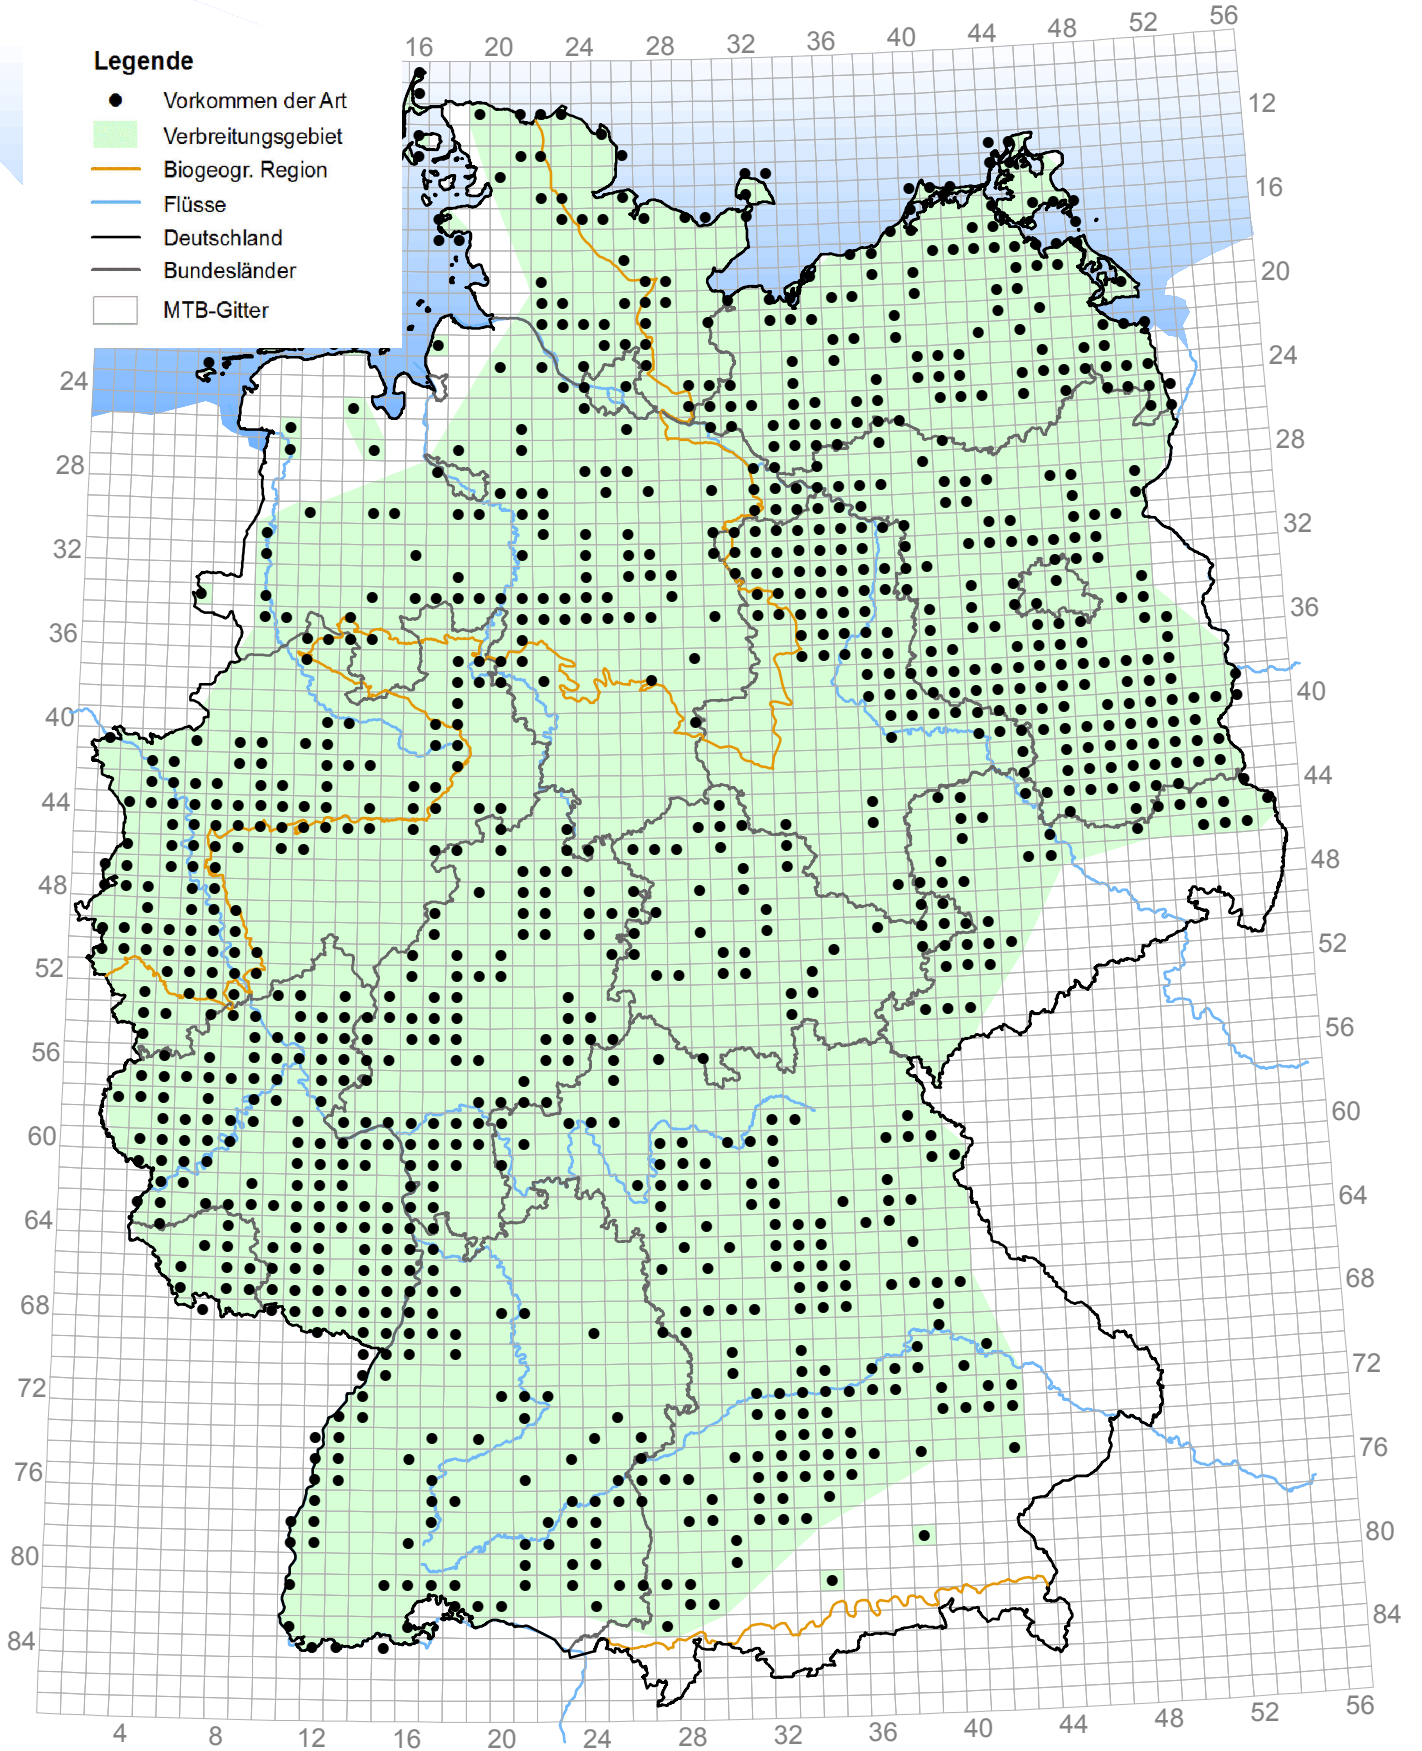 Legende
Vorkommen der Art
Verbreitungsgebiet
Biogeogr. Region
Flüsse
Deutschland
Bundesländer
MTB-Gitter
16 20 24 28 32 36 40 44 48 52 56
12
16
20
24 24
28 28
32 32
36 36
40 40
44 44
48 48
52 52
56 56
60 60
64 64
68 68
72 72
76 76
80 80
84 84
4 8 12 16 20 24 28 32 36 40 44 48 52 56